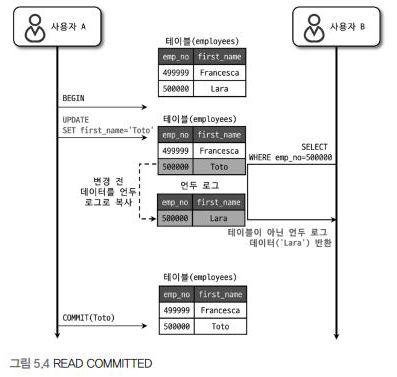 사용자 A
사용자 B
테이블(employees)
emp_no first_name
499999 Francesca
500000 Lara
BEGIN
UPDATE
SET first_name='Toto'
테이블(employees)
emp_no first_name
499999 Francesca
500000 Toto
SELECT
WHERE emp_no=500000
변경 전
데이터를 언두
로그로 복사
언두 로그
emp_no first_name
500000 Lara
테이블이 아닌 언두 로그
데이터('Lara') 반환
테이블(employees)
emp_no first_name
499999 Francesca
500000 Toto
COMMIT(Toto)
그림 5.4 READ COMMITTED